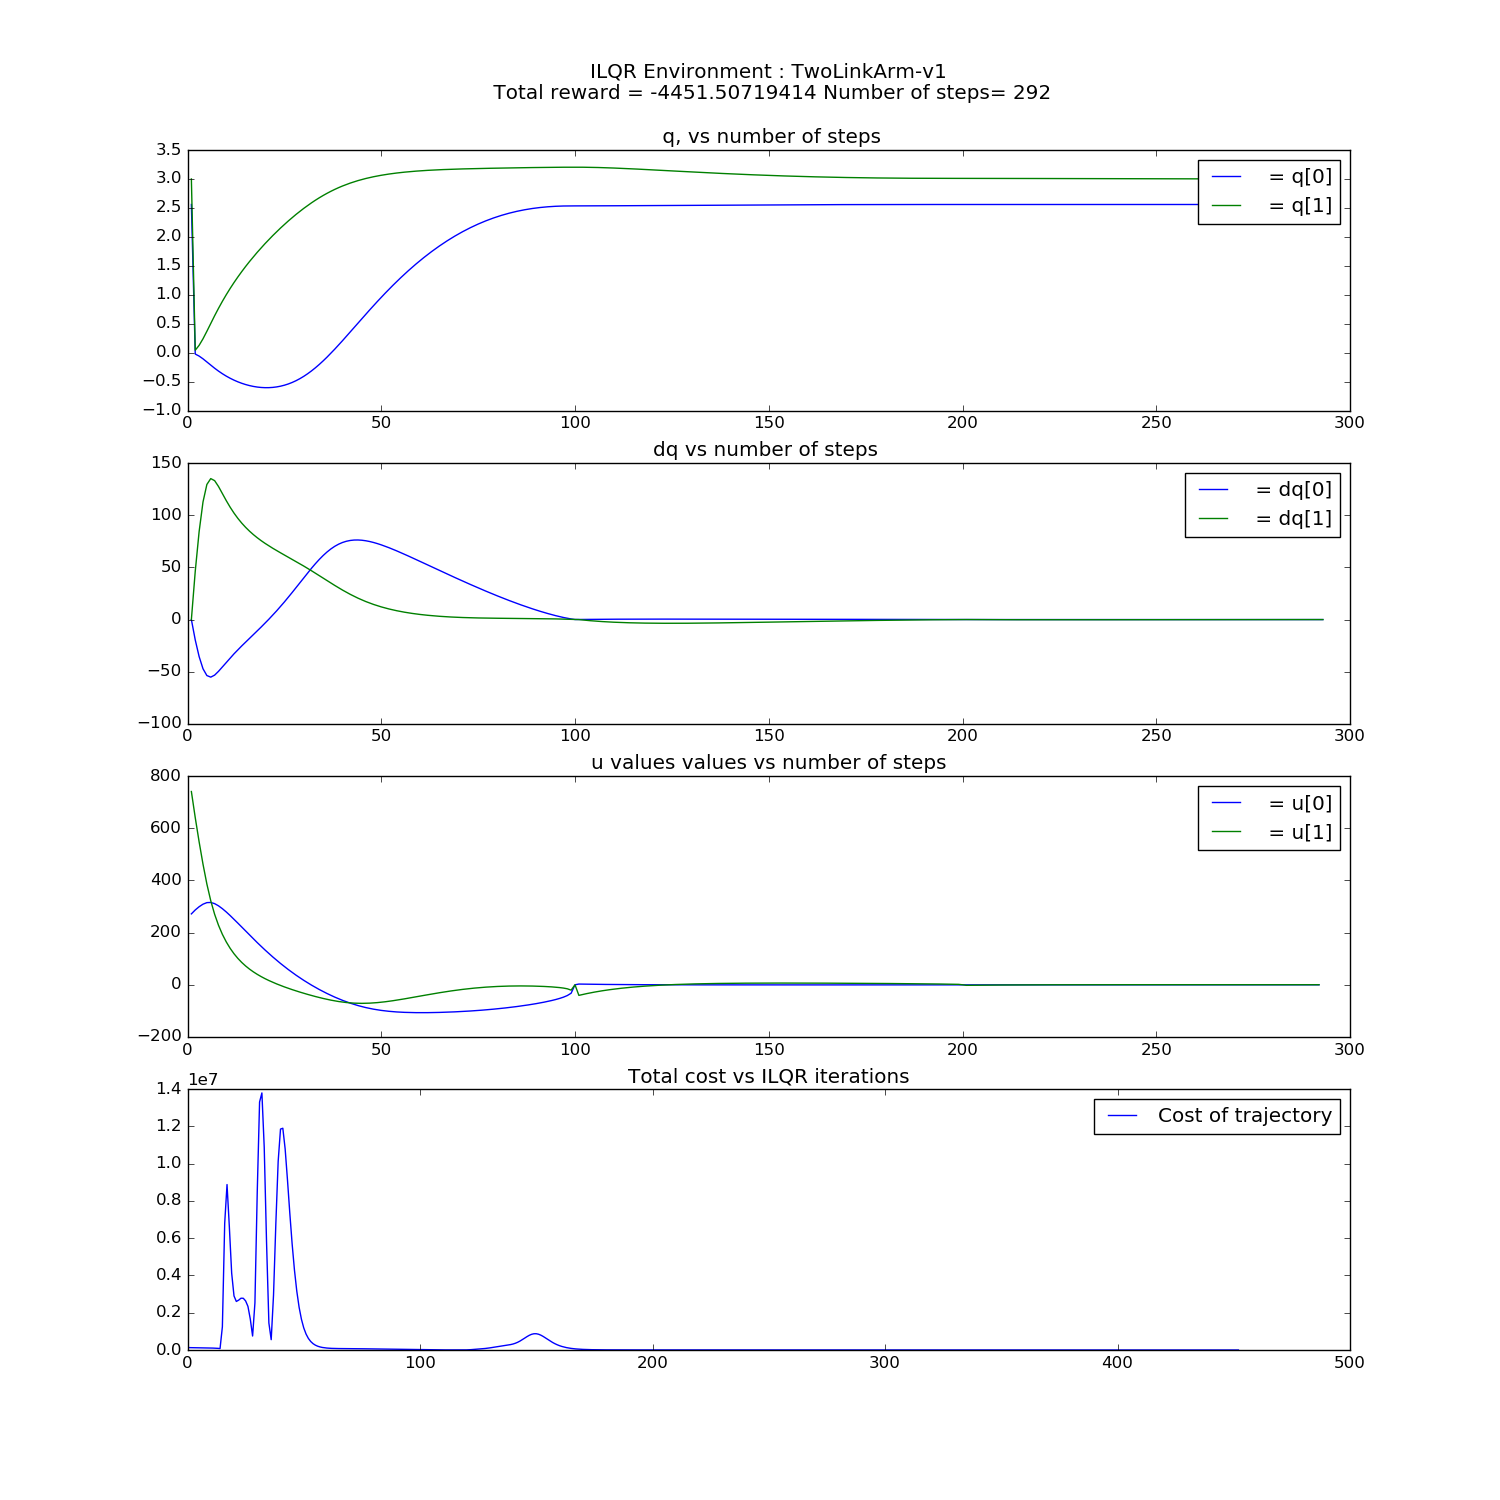 ILQR Environment : TwoLinkArm-v1
Total reward = -4451.50719414 Number of steps= 292
q, vs number of steps
3.5
3.0
2.5
2.0
1.5
1.0
0.5
0.0
−0.5
−1.0
= q[0]
= q[1]
0 50 100 150 200 250 300
dq vs number of steps
150
100
50
0
−50
−100
= dq[0]
= dq[1]
0 50 100 150 200 250 300
u values values vs number of steps
800
600
400
200
0
−200
= u[0]
= u[1]
0 50 100 150 200 250 300
Total cost vs ILQR iterations
1e7
1.4
1.2
1.0
0.8
0.6
0.4
0.2
0.0
Cost of trajectory
0 100 200 300 400 500